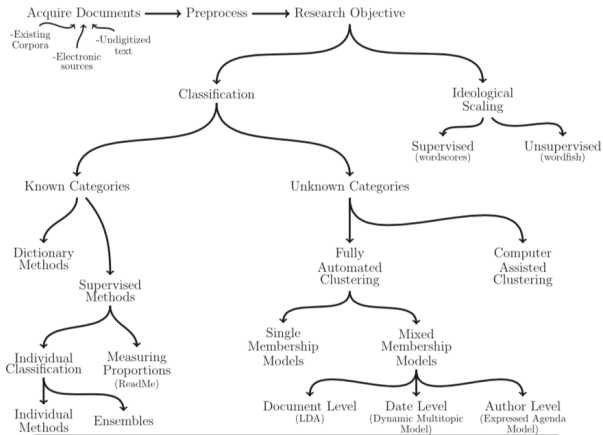 Acquire Documents
Preprocess
Research Objective
-Existing
Corpora
-Electronic
sources
-Undigitized
text
Classification
Ideological
Scaling
Supervised
(wordscores)
Unsupervised
(wordfish)
Known Categories
Unknown Categories
Dictionary
Methods
Supervised
Methods
Fully
Automated
Clustering
Computer
Assisted
Clustering
Individual
Classification
Measuring
Proportions
(ReadMe)
Single
Membership
Models
Mixed
Membership
Models
Individual
Methods
Ensembles
Document Level
(LDA)
Date Level
(Dynamic Multitopic
Model)
Author Level
(Expressed Agenda
Model)